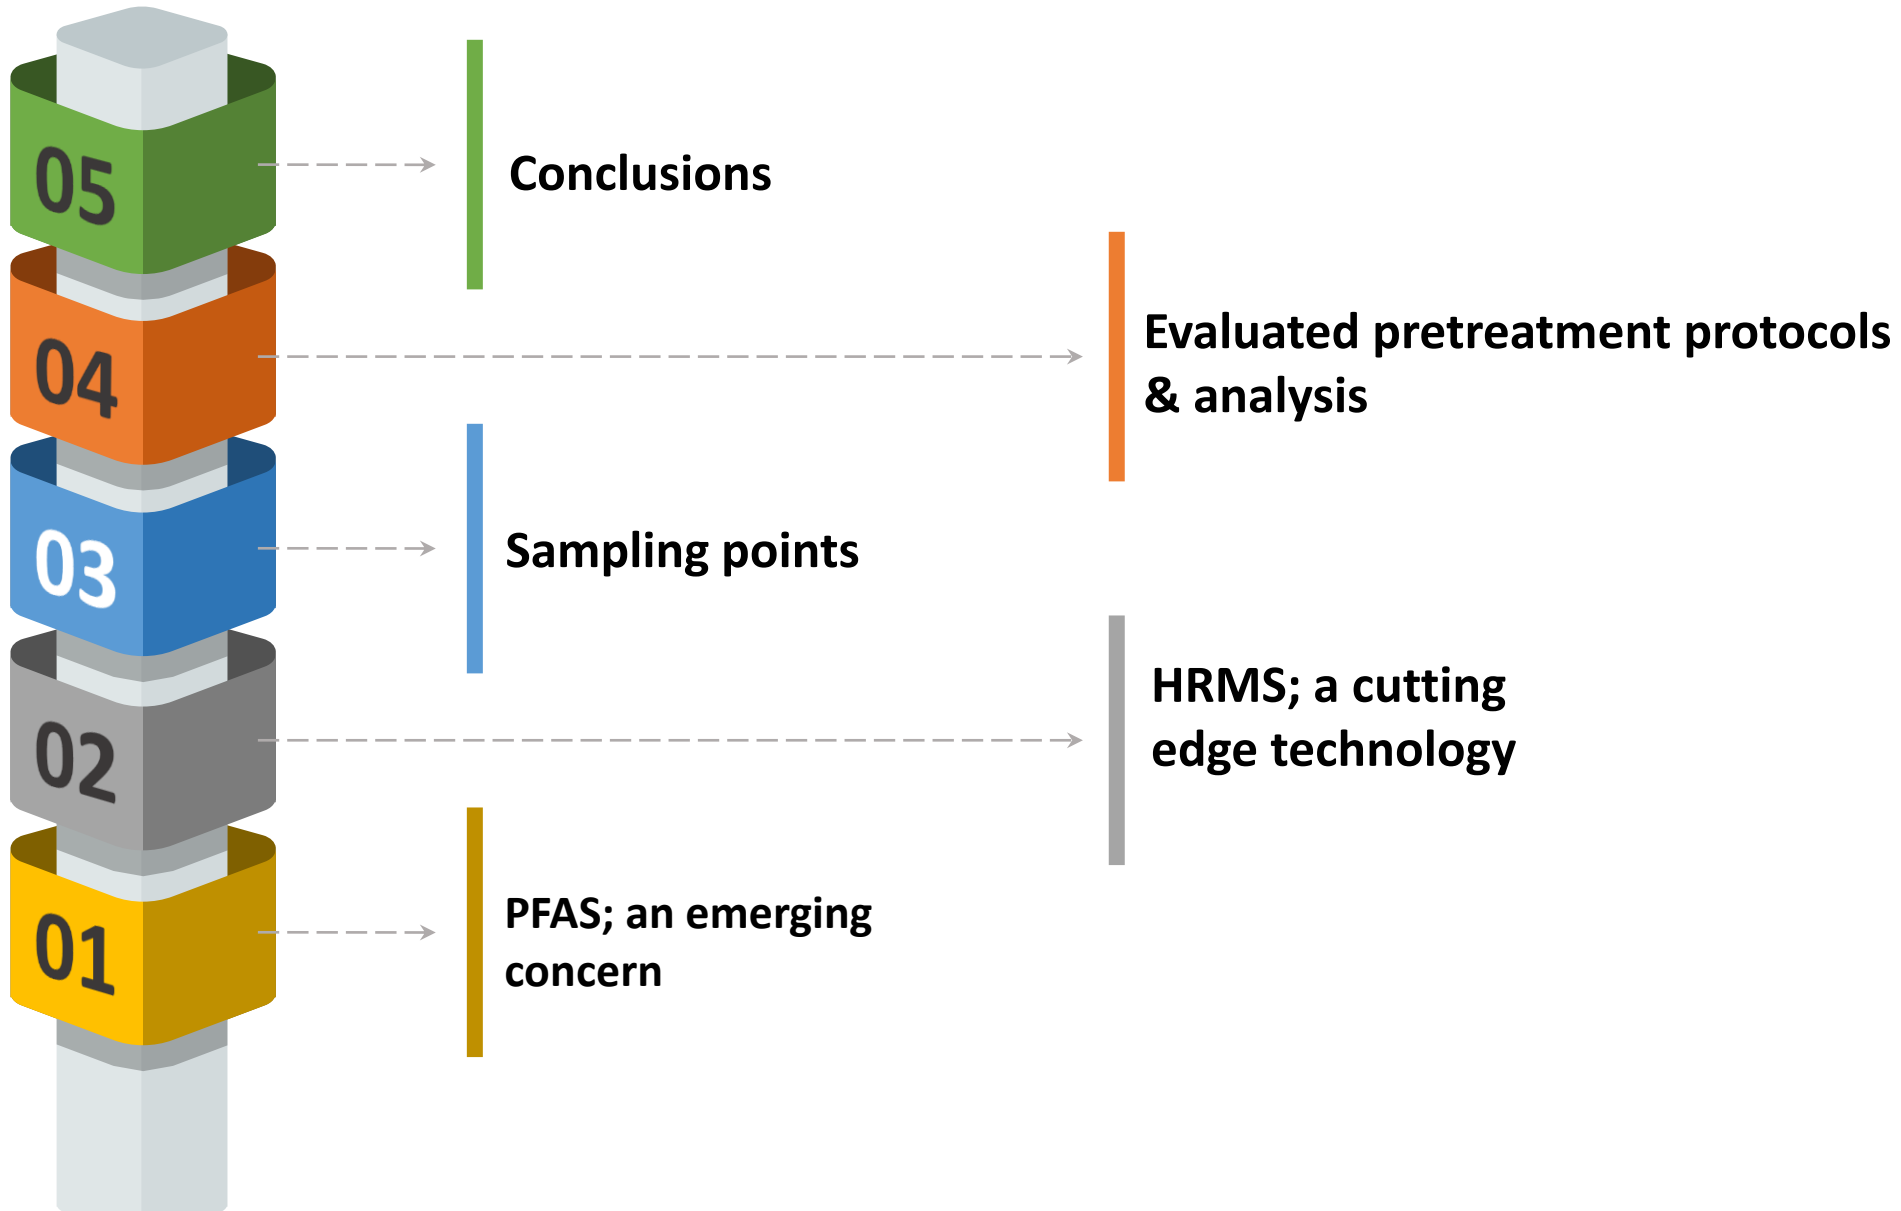 05
Conclusions
04
Evaluated pretreatment protocols
& analysis
03
Sampling points
02
HRMS; a cutting
edge technology
01
PFAS; an emerging
concern